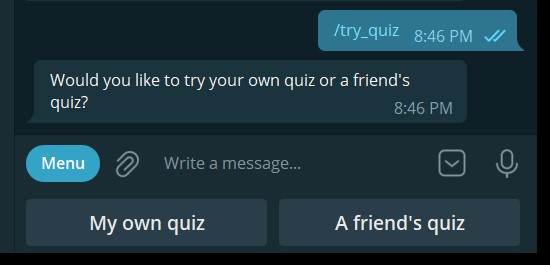 /try_quiz 8:46 PM
Would you like to try your own quiz or a friend's
quiz?
8:46 PM
Menu Write a message...
My own quiz A friend's quiz